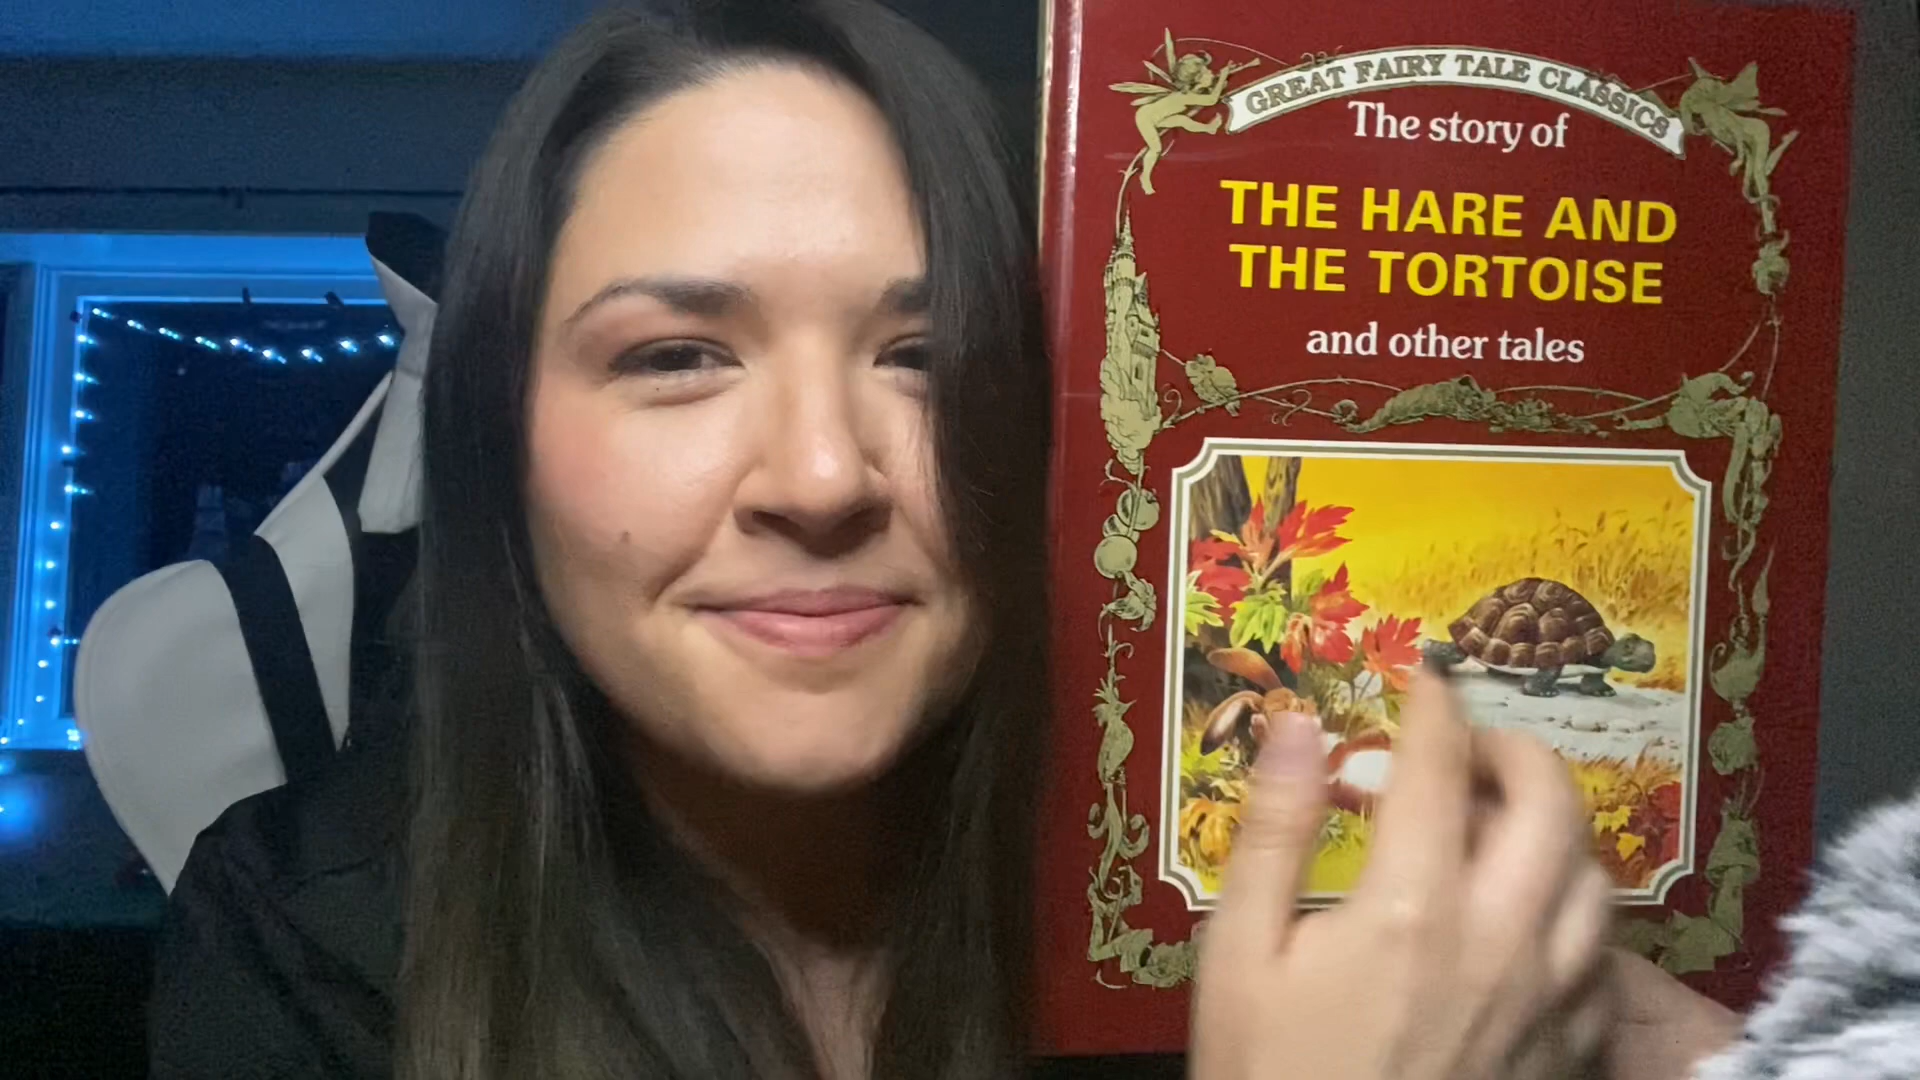 GREAT FAIRY TALE CLASSICS
The story of
THE HARE AND
THE TORTOISE
and other tales